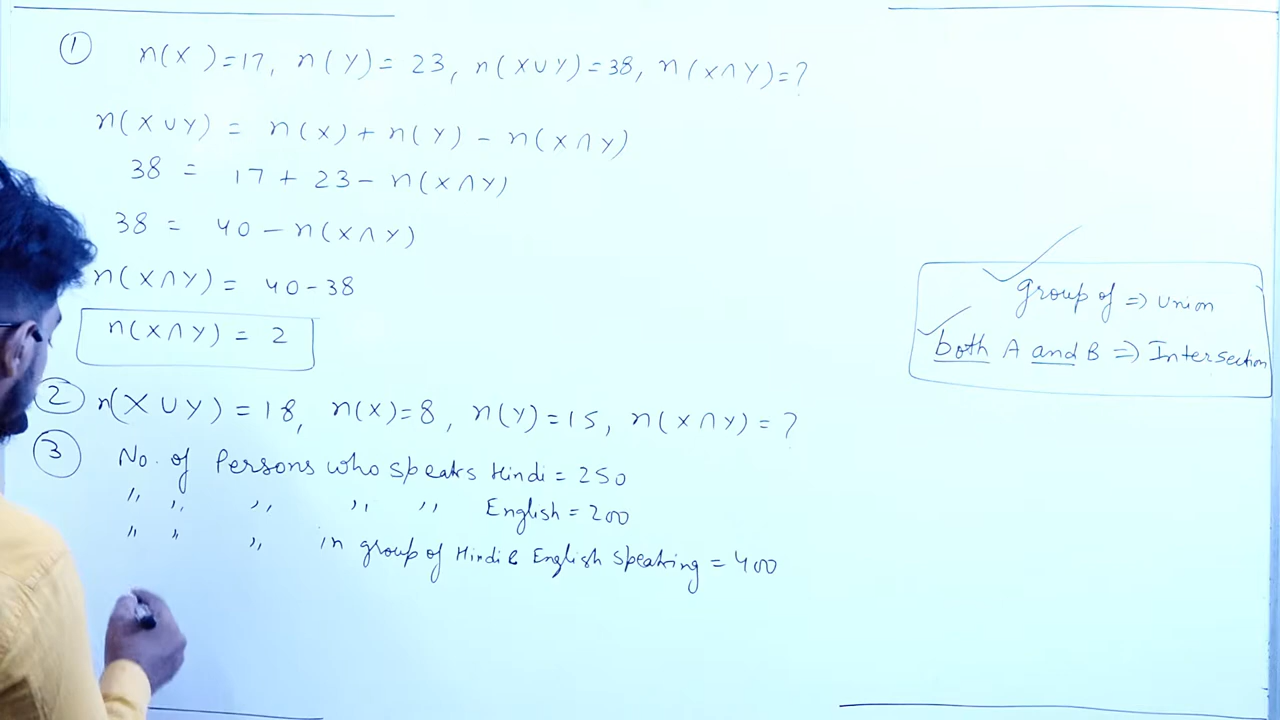 ① n(X)=17, n(Y)=23, n(X∪Y)=38, n(X∩Y)=?
n(X∪Y) = n(X)+n(Y)-n(X∩Y)
38 = 17+23-n(X∩Y)
38 = 40-n(X∩Y)
n(X∩Y) = 40-38
n(X∩Y) = 2
② n(X∪Y)=18, n(X)=8, n(Y)=15, n(X∩Y)=?
③ No. of Persons who speaks Hindi = 250
〃 〃 〃 〃 〃 English = 200
〃 〃 〃 in group of Hindi & English speaking = 400
group of => Union
both A and B => Intersection